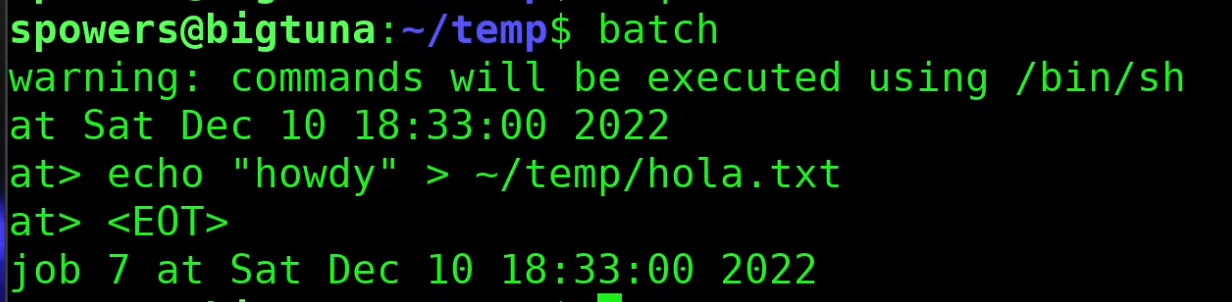 spowers@bigtuna:~/temp$ batch
warning: commands will be executed using /bin/sh
at Sat Dec 10 18:33:00 2022
at> echo "howdy" > ~/temp/hola.txt
at> <EOT>
job 7 at Sat Dec 10 18:33:00 2022